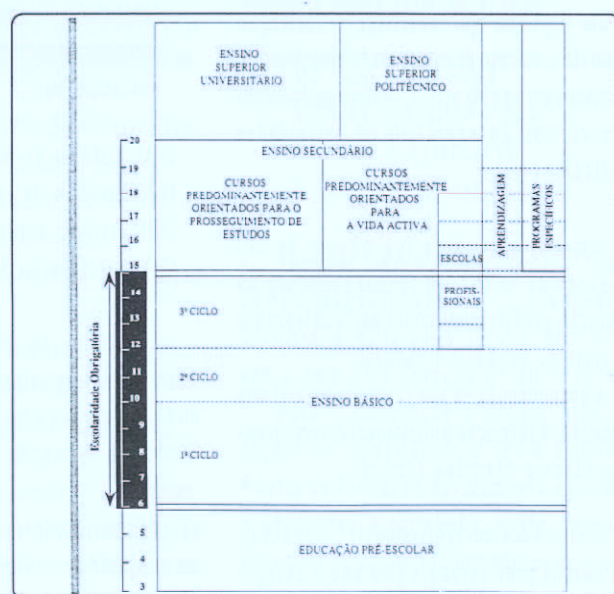 ENSINO
SUPERIOR
UNIVERSITÁRIO
ENSINO
SUPERIOR
POLITÉCNICO
20
ENSINO SECUNDÁRIO
19
18
17
16
15
CURSOS
PREDOMINANTEMENTE
ORIENTADOS PARA O
PROSSEGUIMENTO DE
ESTUDOS
CURSOS
PREDOMINANTEMENTE
ORIENTADOS
PARA
A VIDA ACTIVA
ESCOLAS
PROFIS-
SIONAIS
APRENDIZAGEM
PROGRAMAS
ESPECÍFICOS
Escolaridade Obrigatória
14
13
12
11
10
9
8
7
6
3º CICLO
2º CICLO
ENSINO BÁSICO
1º CICLO
5
4
3
EDUCAÇÃO PRÉ-ESCOLAR